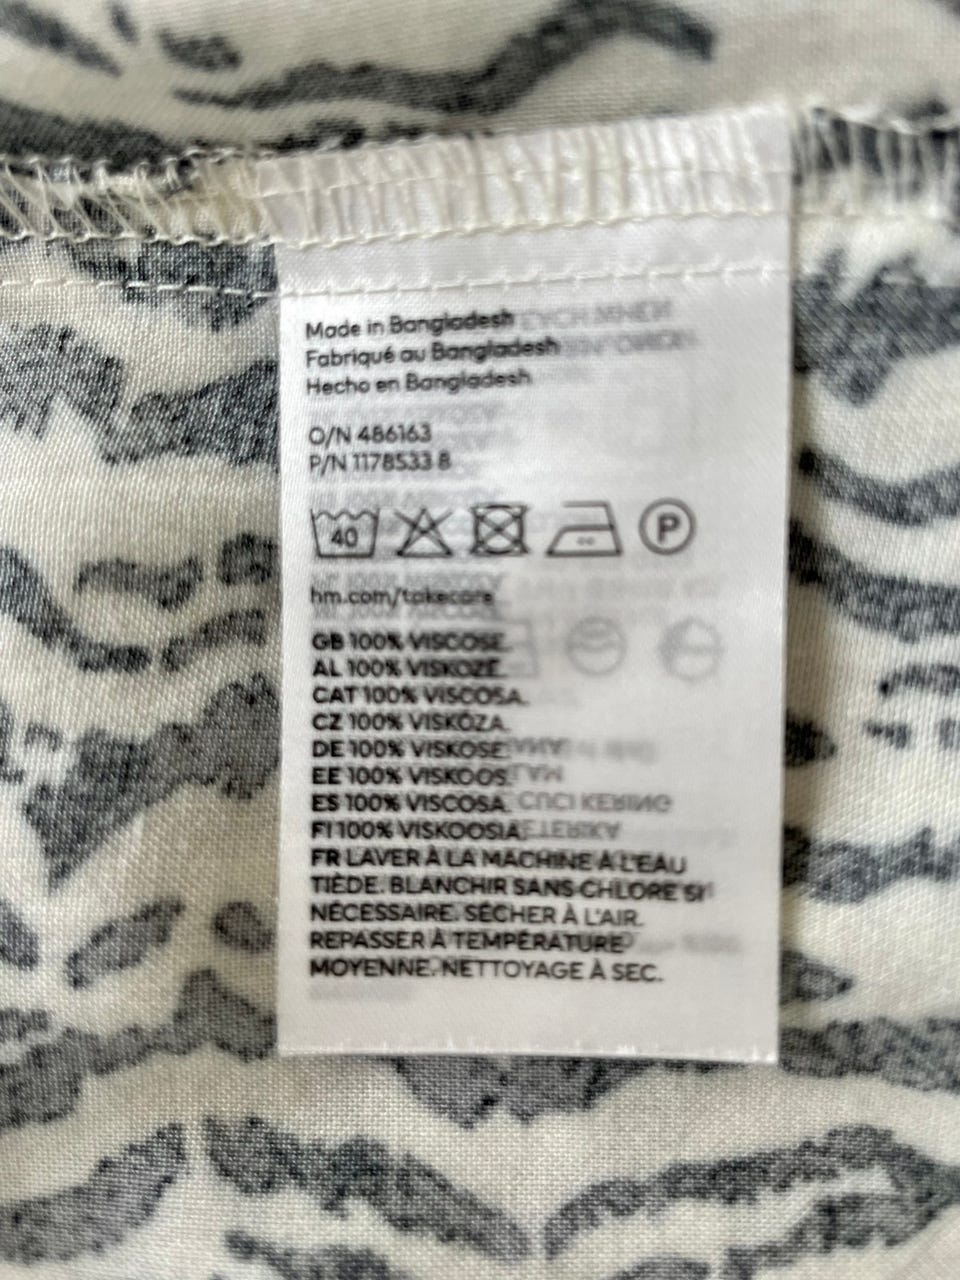 Made in Bangladesh
Fabriqué au Bangladesh
Hecho en Bangladesh
O/N 486163
P/N 1178533 8
40 P
hm.com/takecare
GB 100% VISCOSE.
AL 100% VISKOZË.
CAT 100% VISCOSA.
CZ 100% VISKÓZA.
DE 100% VISKOSE.
EE 100% VISKOOS.
ES 100% VISCOSA.
FI 100% VISKOOSIA.
FR LAVER À LA MACHINE À L'EAU
TIÈDE. BLANCHIR SANS CHLORE SI
NÉCESSAIRE. SÉCHER À L'AIR.
REPASSER À TEMPÉRATURE
MOYENNE. NETTOYAGE À SEC.